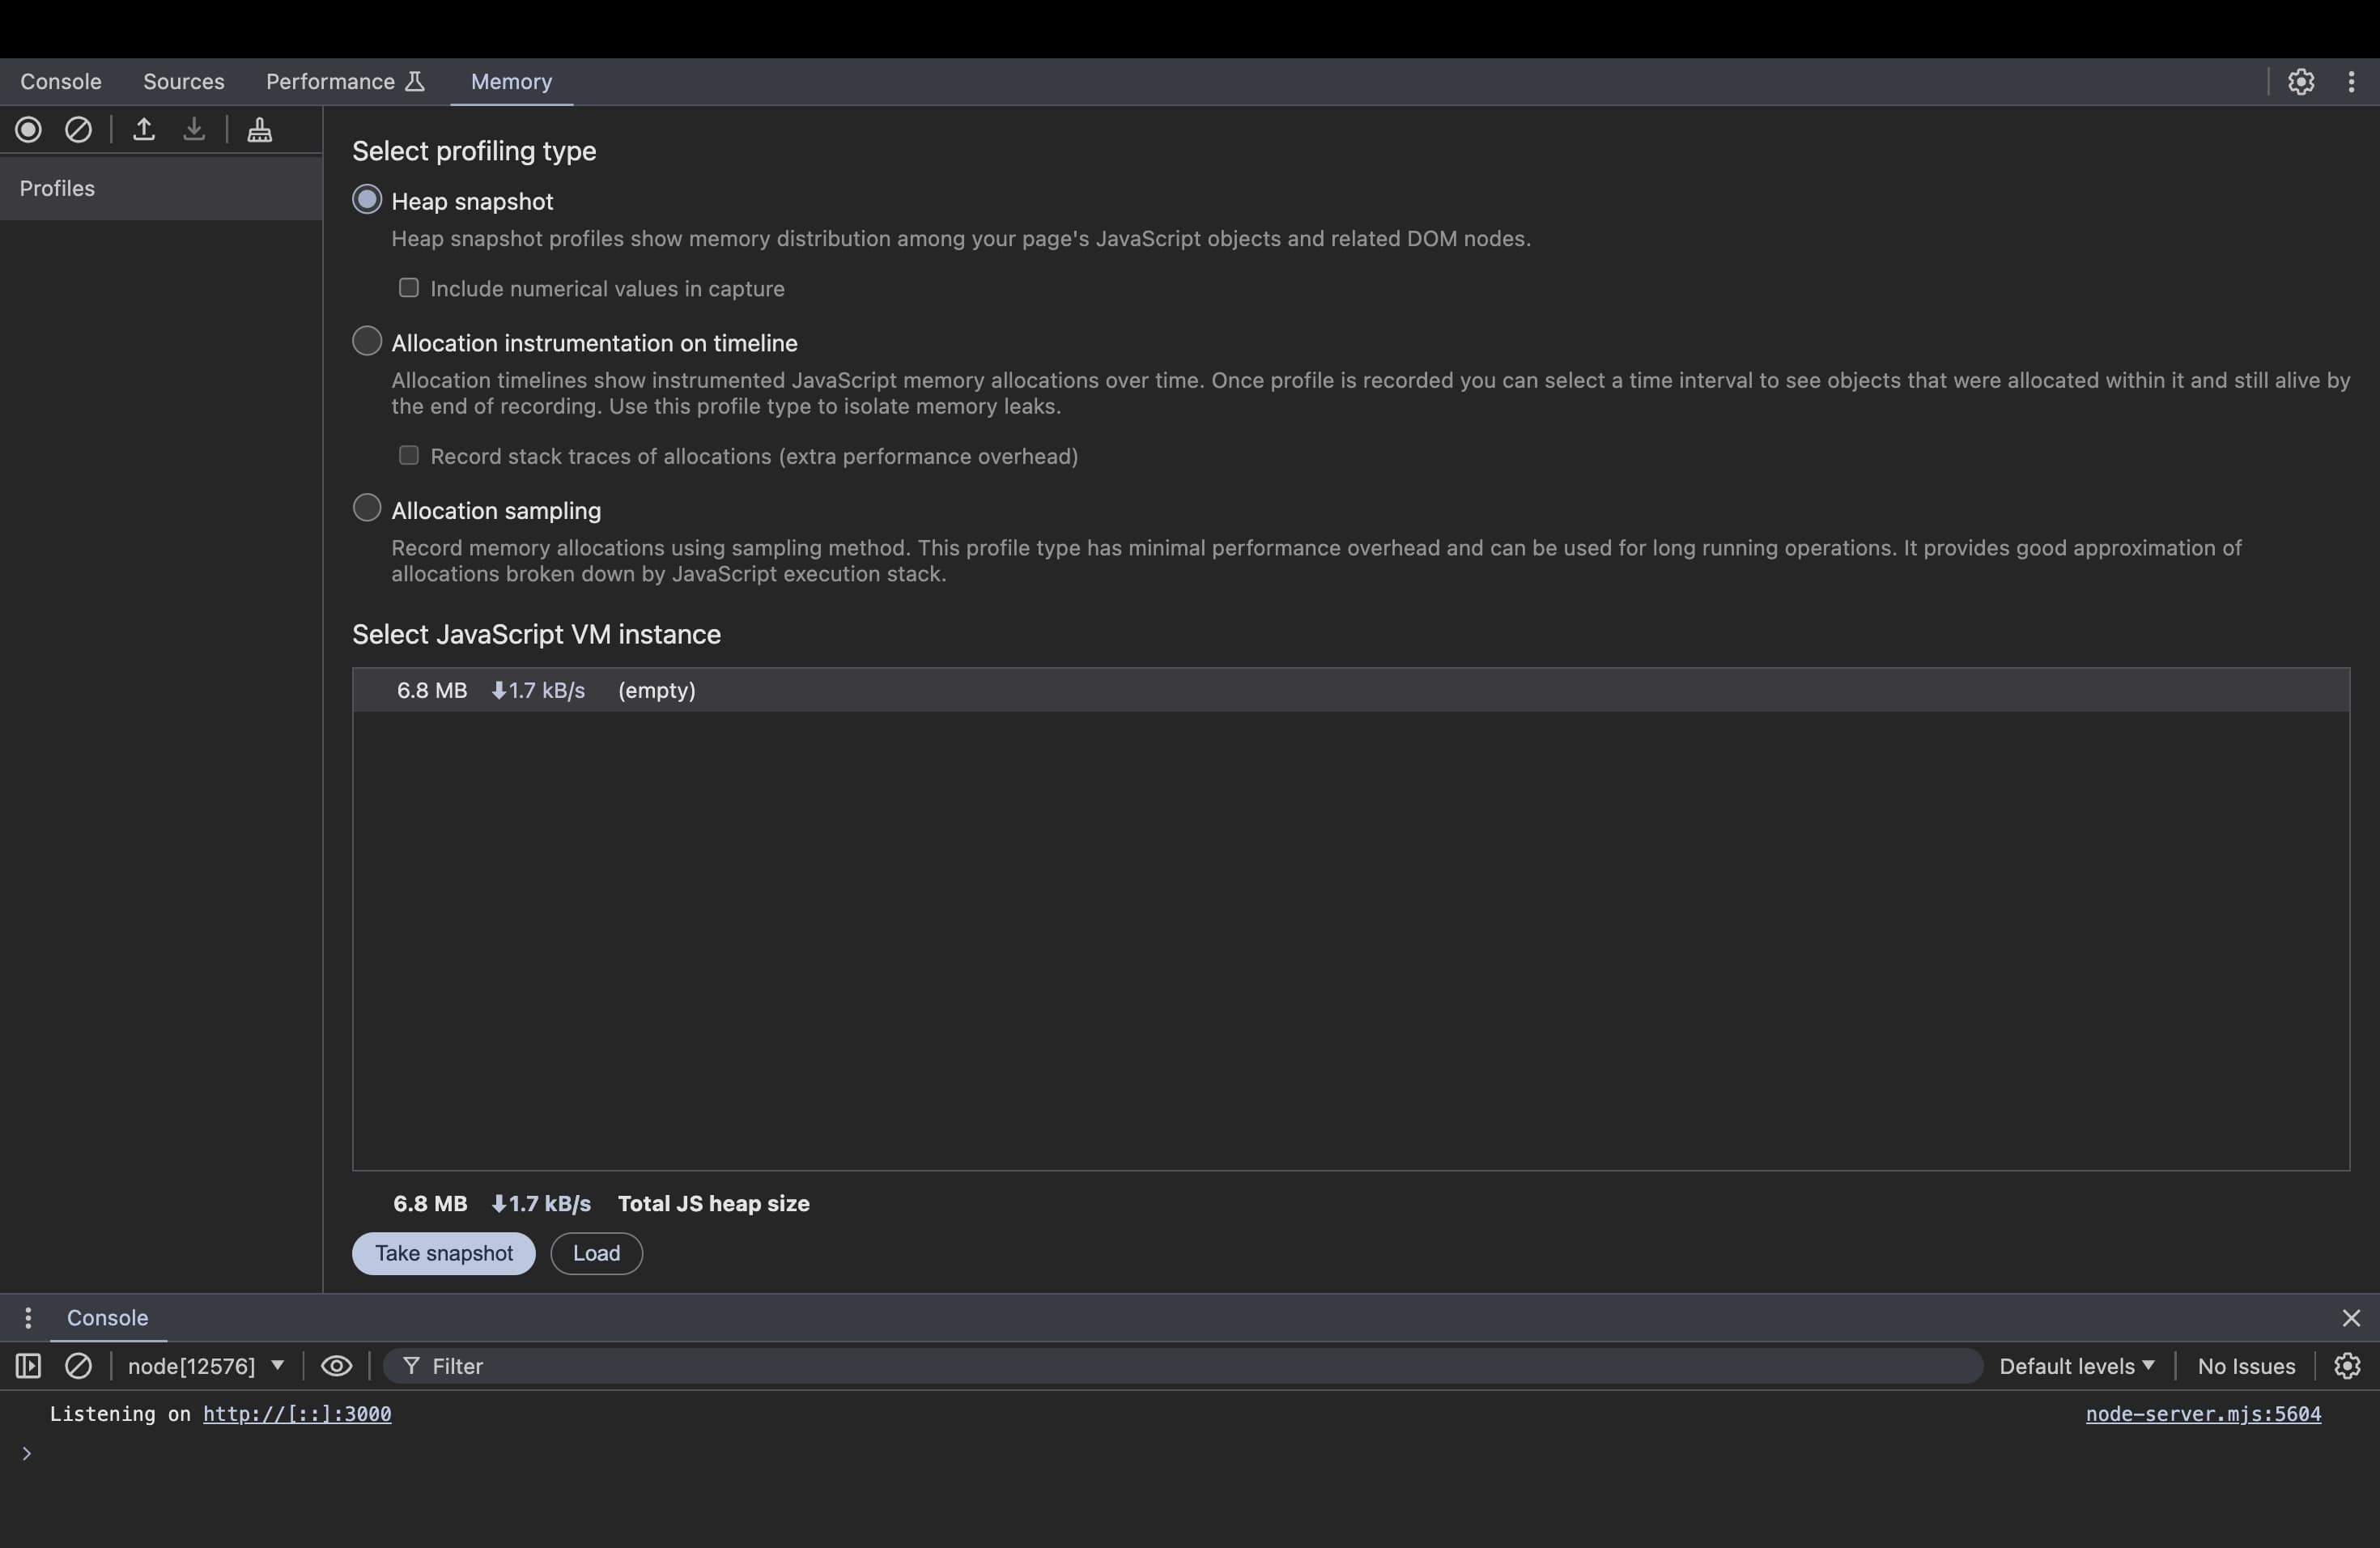 Console Sources Performance Memory
Profiles
Select profiling type
Heap snapshot
Heap snapshot profiles show memory distribution among your page's JavaScript objects and related DOM nodes.
Include numerical values in capture
Allocation instrumentation on timeline
Allocation timelines show instrumented JavaScript memory allocations over time. Once profile is recorded you can select a time interval to see objects that were allocated within it and still alive by
the end of recording. Use this profile type to isolate memory leaks.
Record stack traces of allocations (extra performance overhead)
Allocation sampling
Record memory allocations using sampling method. This profile type has minimal performance overhead and can be used for long running operations. It provides good approximation of
allocations broken down by JavaScript execution stack.
Select JavaScript VM instance
6.8 MB 1.7 kB/s (empty)
6.8 MB 1.7 kB/s Total JS heap size
Take snapshot Load
Console
node[12576] Filter Default levels No Issues
Listening on http://[::]:3000 node-server.mjs:5604